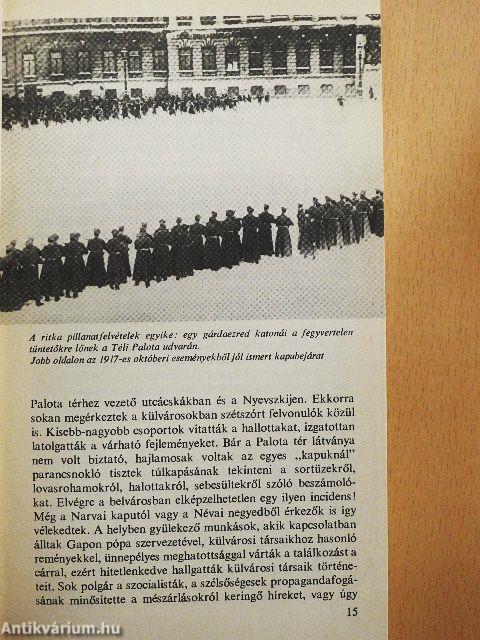 A ritka pillanatfelvételek egyike: egy gárdaezred katonái a fegyvertelen
tüntetőkre lőnek a Téli Palota udvarán.
Jobb oldalon az 1917-es októberi eseményekből jól ismert kapubejárat
Palota térhez vezető utcácskákban és a Nyevszkijen. Ekkorra
sokan megérkeztek a külvárosokban szétszórt felvonulók közül
is. Kisebb-nagyobb csoportok vitatták a hallottakat, izgatottan
latolgatták a várható fejleményeket. Bár a Palota tér látványa
nem volt biztató, hajlamosak voltak az egyes „kapuknál”
parancsnokló tisztek túlkapásának tekinteni a sortüzekről,
lovasrohamokról, halottakról, sebesültekről szóló beszámoló-
kat. Elvégre a belvárosban elképzelhetetlen egy ilyen incidens!
Még a Narvai kaputól vagy a Névai negyedből érkezők is így
vélekedtek. A helyben gyülekező munkások, akik kapcsolatban
álltak Gapon pópa szervezetével, külvárosi társaikhoz hasonló
reményekkel, ünnepélyes meghatottsággal várták a találkozást a
cárral, ezért hitetlenkedve hallgatták külvárosi társaik történe-
teit. Sok polgár a szocialisták, a szélsőségesek propagandafogá-
sának minősítette a mészárlásokról keringő híreket, vagy úgy
15
Antikvárium.hu